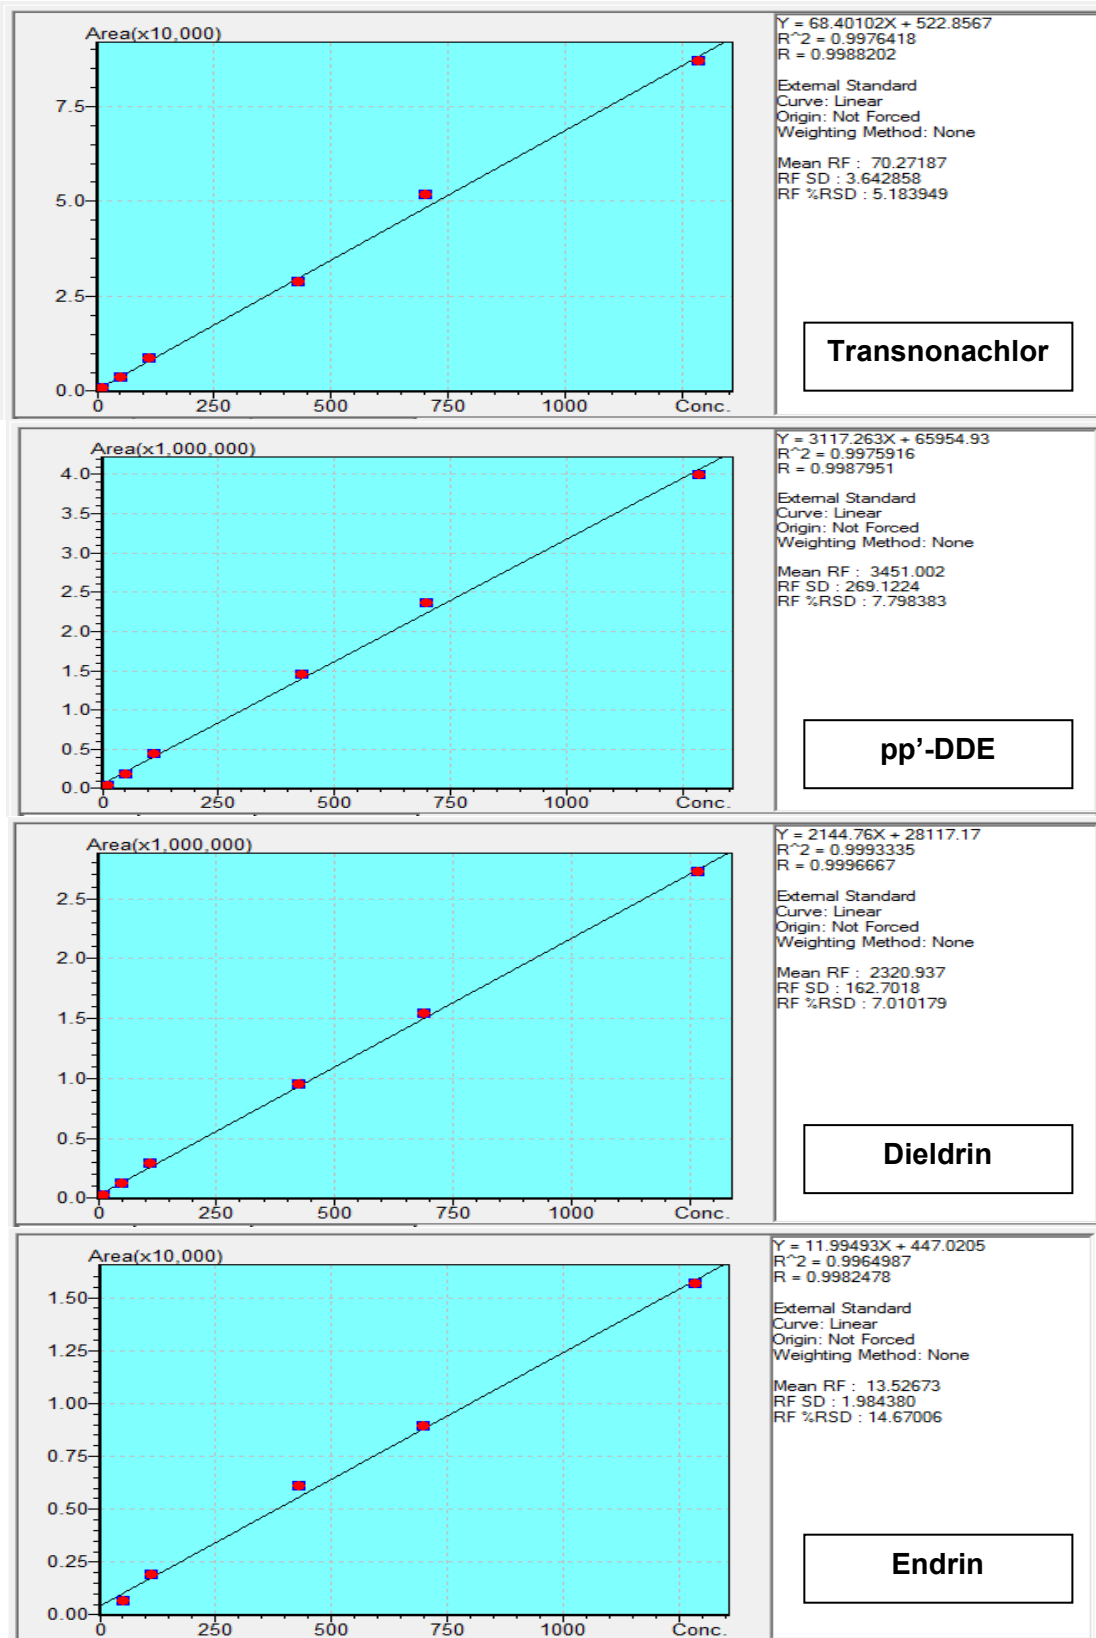 Area(x10,000)
7.5
5.0
2.5
0.0
0 250 500 750 1000 Conc.
Y = 68.40102X + 522.8567
R^2 = 0.9976418
R = 0.9988202
External Standard
Curve: Linear
Origin: Not Forced
Weighting Method: None
Mean RF : 70.27187
RF SD : 3.642858
RF %RSD : 5.183949
Transnonachlor
Area(x1,000,000)
4.0
3.5
3.0
2.5
2.0
1.5
1.0
0.5
0.0
0 250 500 750 1000 Conc.
Y = 3117.263X + 65954.93
R^2 = 0.9975916
R = 0.9987951
External Standard
Curve: Linear
Origin: Not Forced
Weighting Method: None
Mean RF : 3451.002
RF SD : 269.1224
RF %RSD : 7.798383
pp’-DDE
Area(x1,000,000)
2.5
2.0
1.5
1.0
0.5
0.0
0 250 500 750 1000 Conc.
Y = 2144.76X + 28117.17
R^2 = 0.9993335
R = 0.9996667
External Standard
Curve: Linear
Origin: Not Forced
Weighting Method: None
Mean RF : 2320.937
RF SD : 162.7018
RF %RSD : 7.010179
Dieldrin
Area(x10,000)
1.50
1.25
1.00
0.75
0.50
0.25
0.00
0 250 500 750 1000 Conc.
Y = 11.99493X + 447.0205
R^2 = 0.9964987
R = 0.9982478
External Standard
Curve: Linear
Origin: Not Forced
Weighting Method: None
Mean RF : 13.52673
RF SD : 1.984380
RF %RSD : 14.67006
Endrin